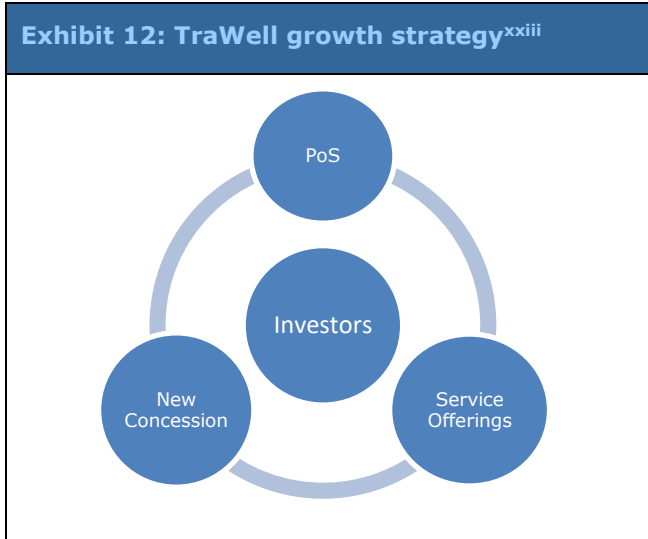 Exhibit 12: TraWell growth strategyxxiii
PoS
Investors
New
Concession
Service
Offerings